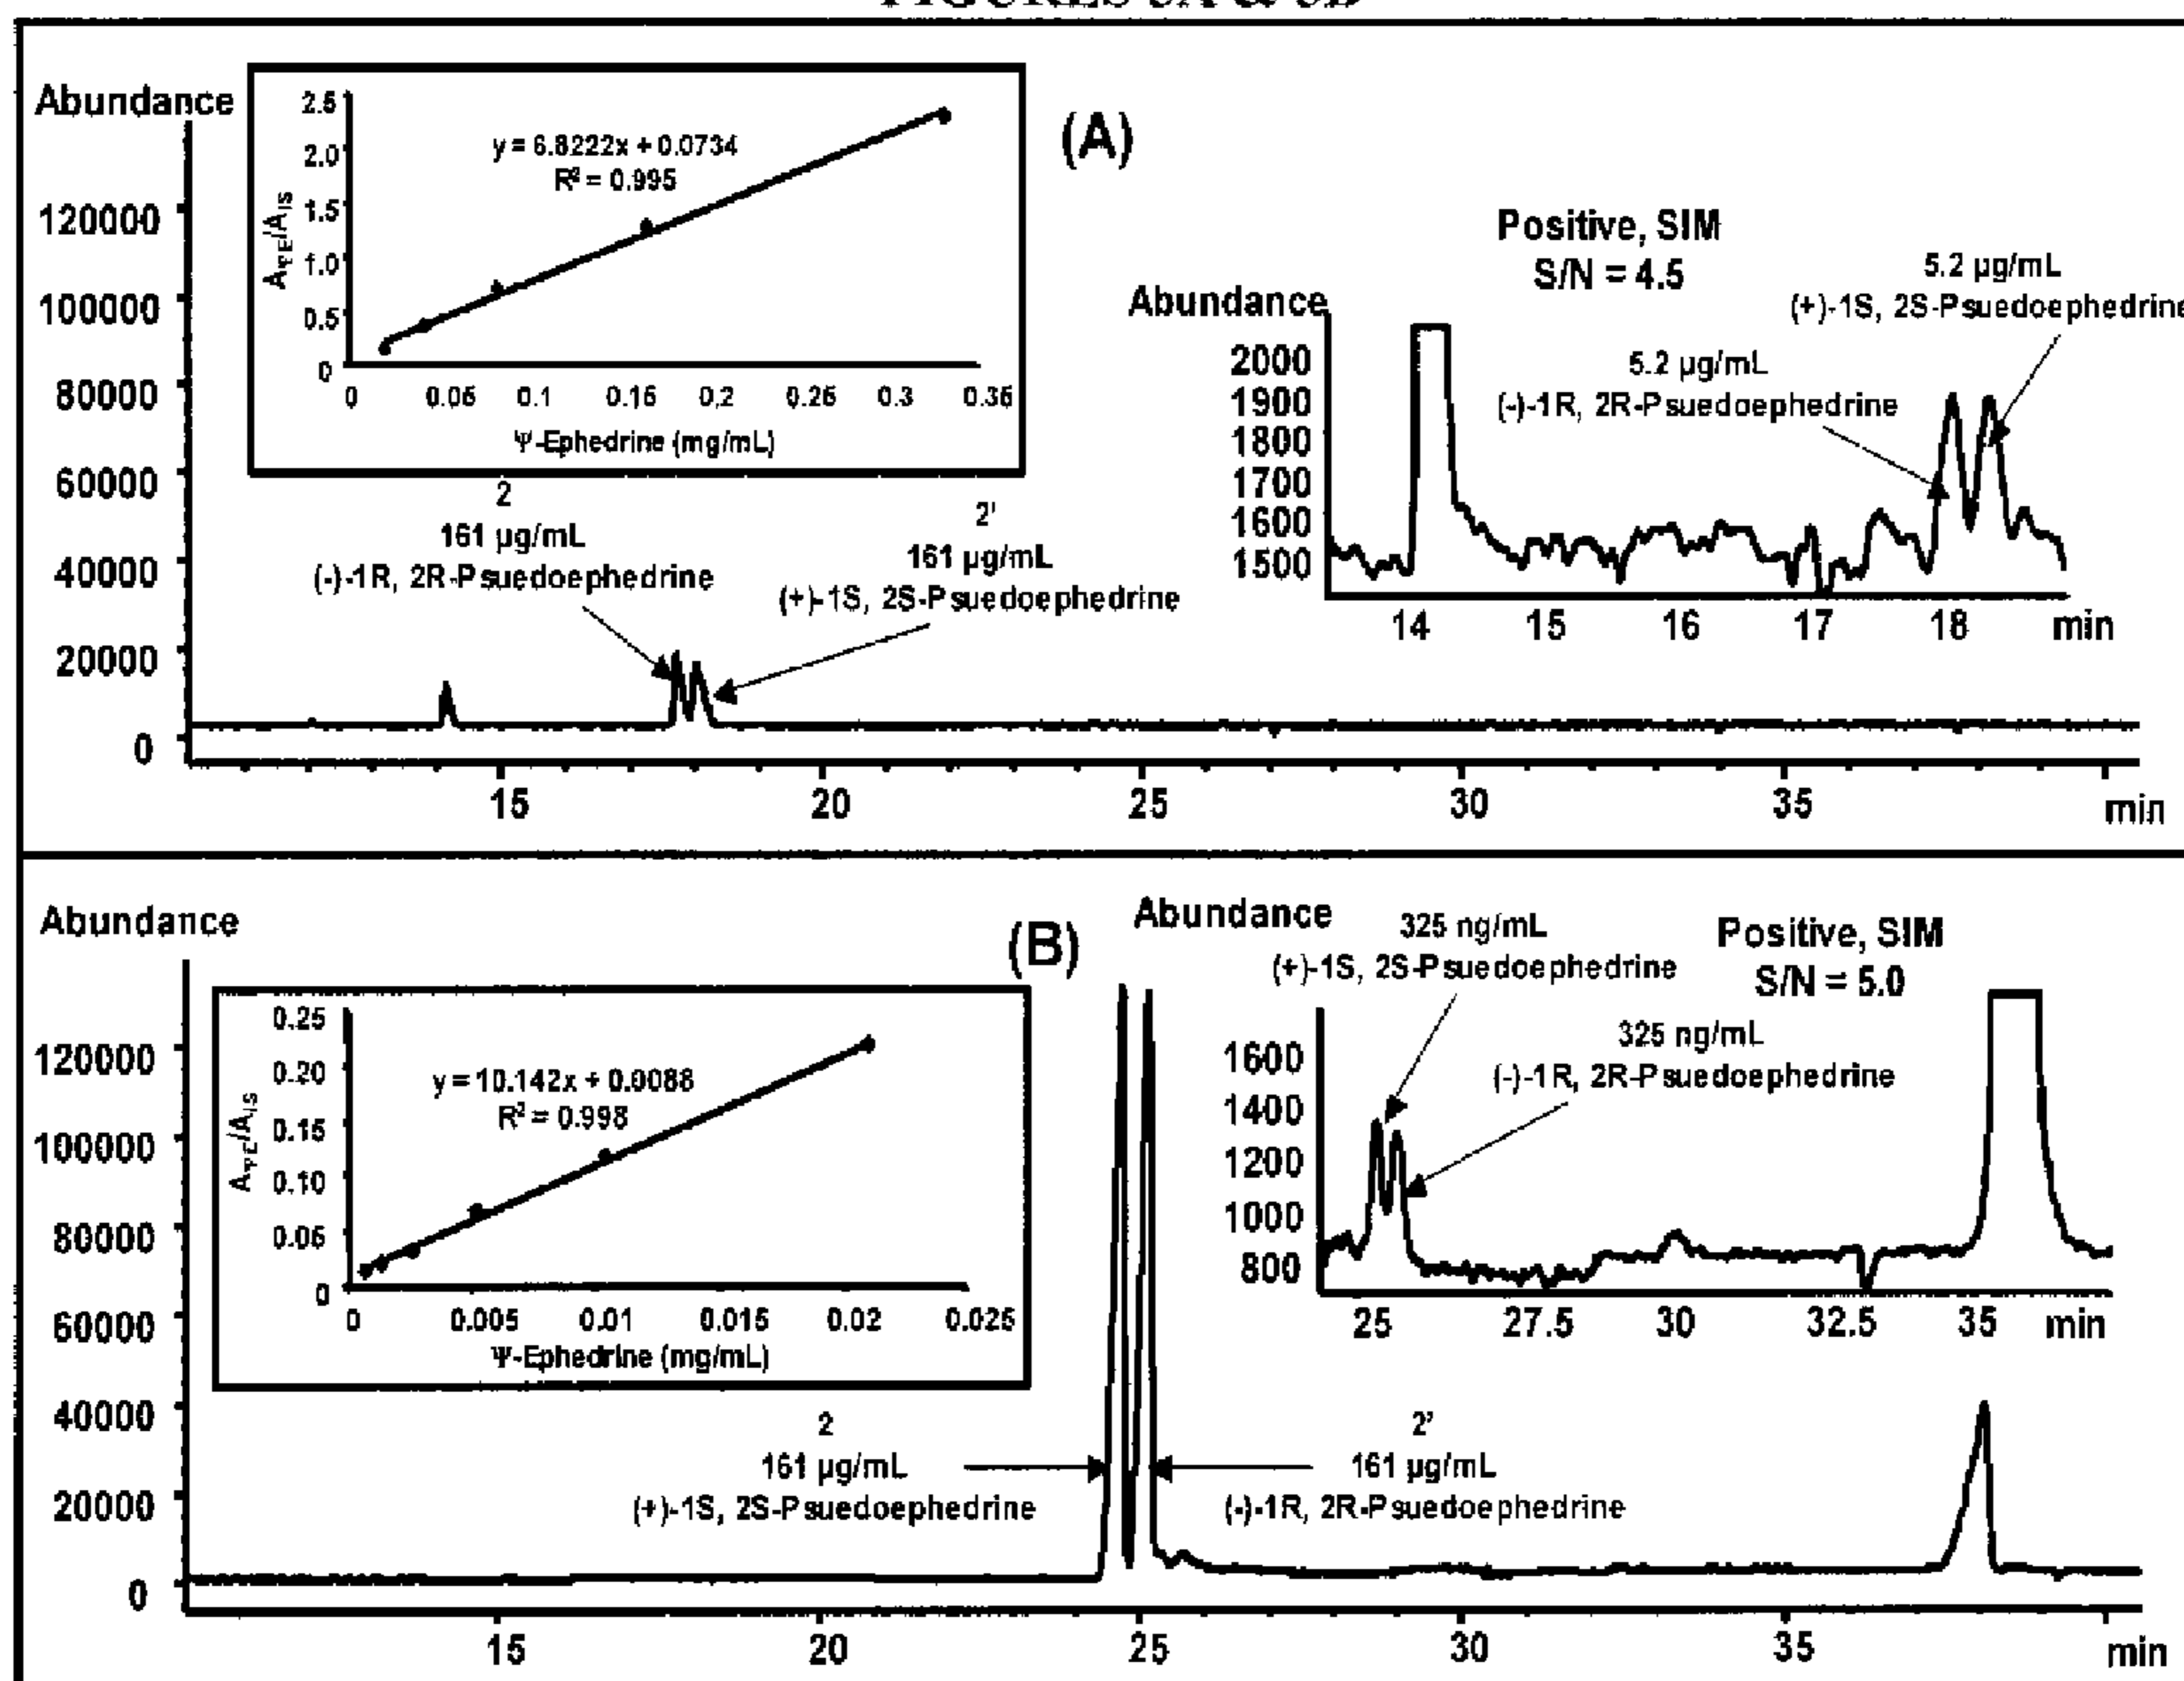 Abundance
120000
100000
80000
60000
40000
20000
0
15 20 25 30 35 min
2.5
2.0
1.5
1.0
0.5
0
AΨE/AIS
y = 6.8222x + 0.0734
R² = 0.995
0 0.05 0.1 0.15 0.2 0.25 0.3 0.35
Ψ-Ephedrine (mg/mL)
(A)
2
161 µg/mL
(-)-1R, 2R-Psuedoephedrine
2'
161 µg/mL
(+)-1S, 2S-Psuedoephedrine
Positive, SIM
S/N = 4.5
Abundance
2000
1900
1800
1700
1600
1500
14 15 16 17 18 min
5.2 µg/mL
(-)-1R, 2R-Psuedoephedrine
5.2 µg/mL
(+)-1S, 2S-Psuedoephedrine
Abundance
120000
100000
80000
60000
40000
20000
0
15 20 25 30 35 min
0.25
0.20
0.15
0.10
0.05
0
AΨE/AIS
y = 10.142x + 0.0088
R² = 0.998
0 0.005 0.01 0.015 0.02 0.025
Ψ-Ephedrine (mg/mL)
(B)
2
161 µg/mL
(+)-1S, 2S-Psuedoephedrine
2'
161 µg/mL
(-)-1R, 2R-Psuedoephedrine
Abundance
325 ng/mL
(+)-1S, 2S-Psuedoephedrine
Positive, SIM
S/N = 5.0
325 ng/mL
(-)-1R, 2R-Psuedoephedrine
1600
1400
1200
1000
800
25 27.5 30 32.5 35 min